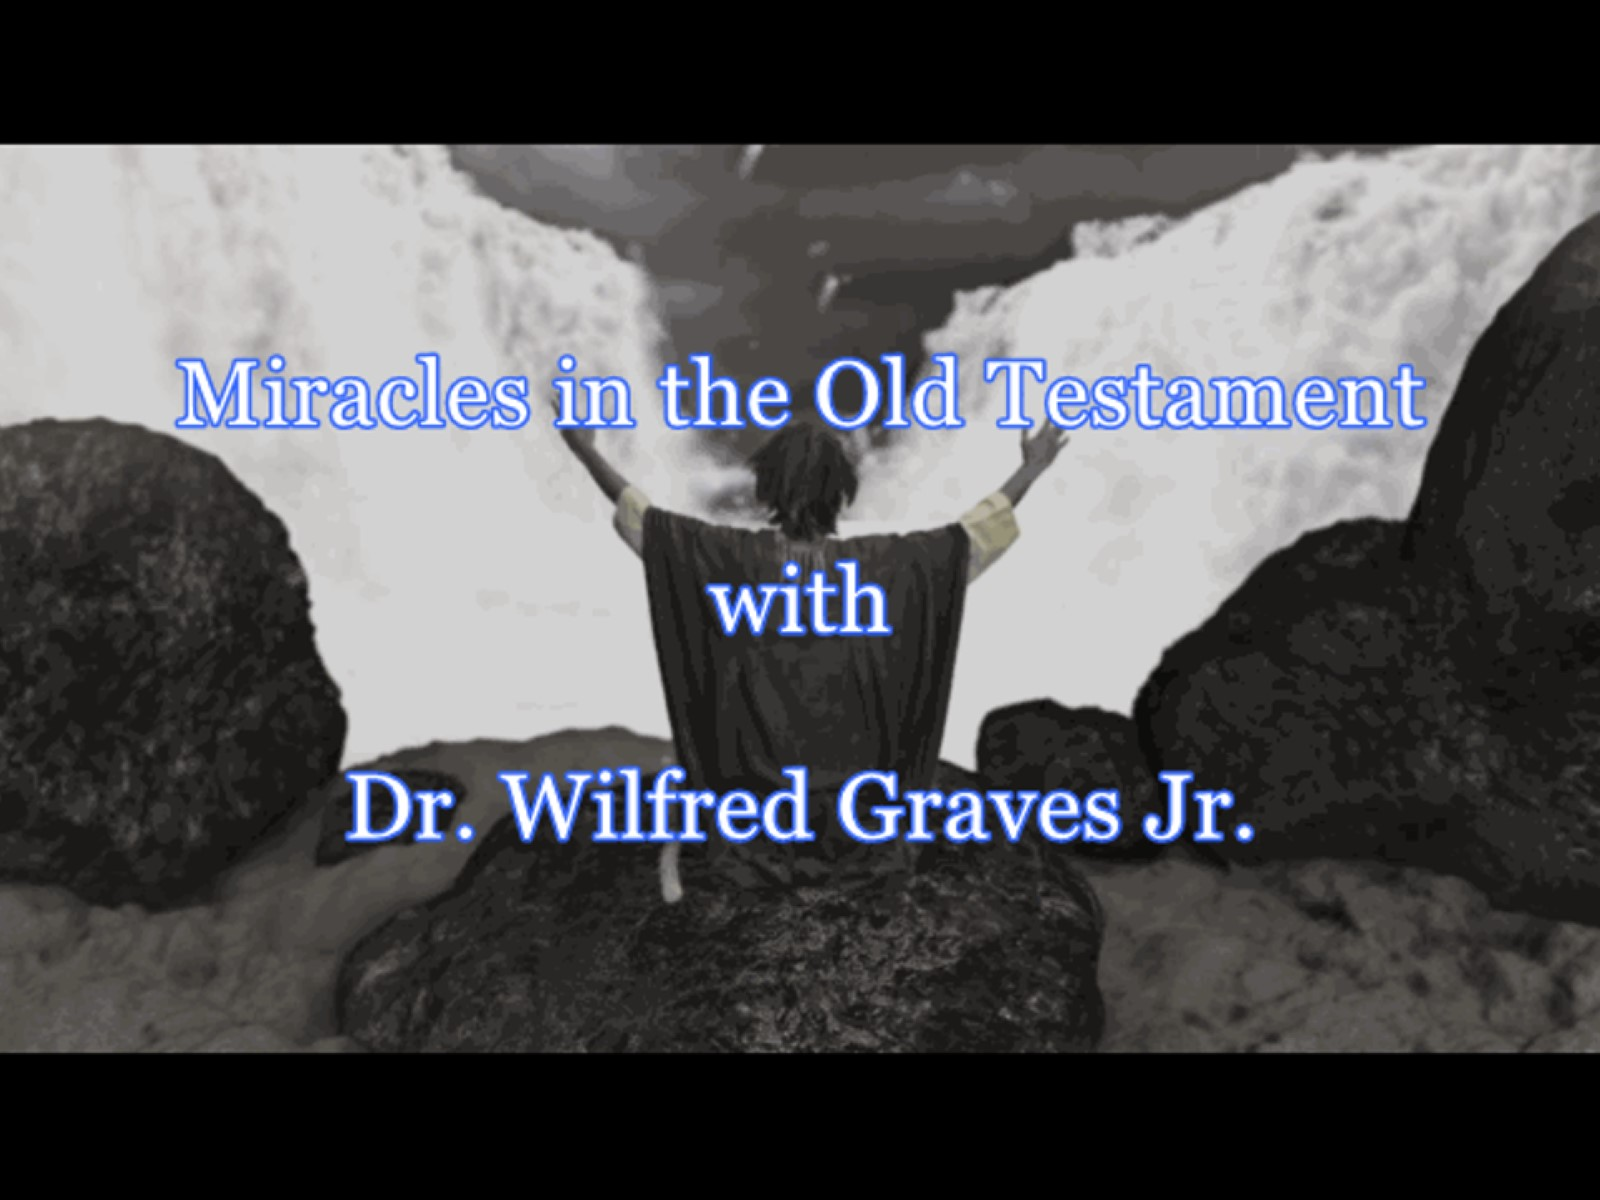 Miracles in the Old Testament
with
Dr. Wilfred Graves Jr.